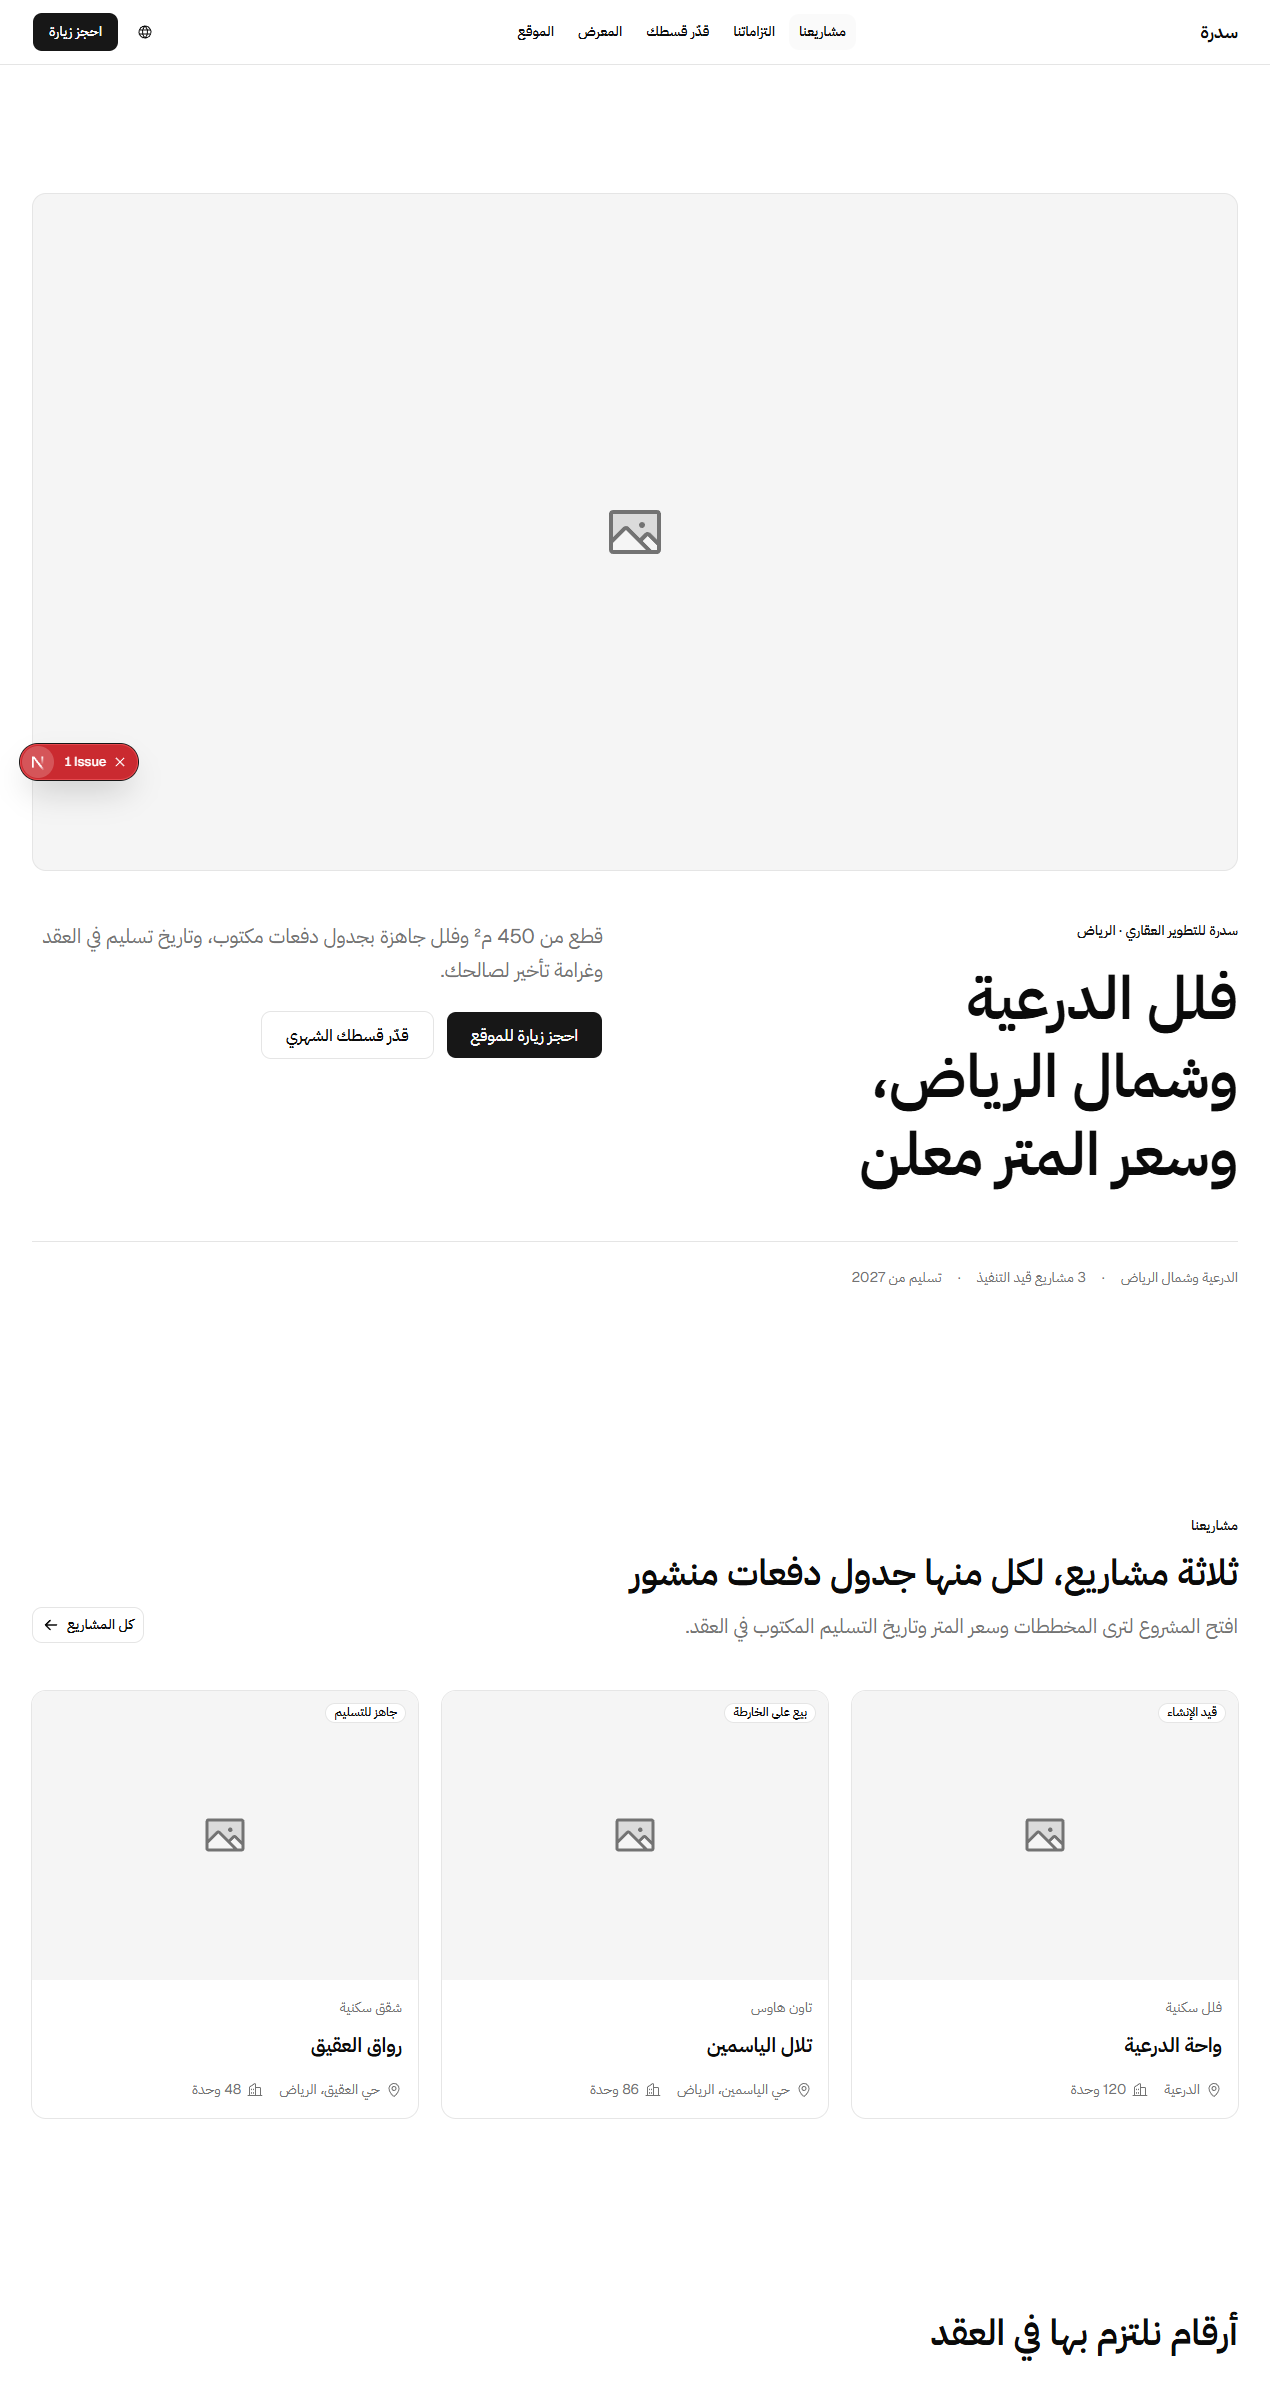 سدرة
مشاريعنا
التزاماتنا
قدّر قسطك
المعرض
الموقع
احجز زيارة
1 Issue
سدرة للتطوير العقاري · الرياض
فلل الدرعية
وشمال الرياض،
وسعر المتر معلن
قطع من 450 م² وفلل جاهزة بجدول دفعات مكتوب، وتاريخ تسليم في العقد
وغرامة تأخير لصالحك.
احجز زيارة للموقع
قدّر قسطك الشهري
الدرعية وشمال الرياض · 3 مشاريع قيد التنفيذ · تسليم من 2027
مشاريعنا
ثلاثة مشاريع، لكل منها جدول دفعات منشور
افتح المشروع لترى المخططات وسعر المتر وتاريخ التسليم المكتوب في العقد.
كل المشاريع
قيد الإنشاء
فلل سكنية
واحة الدرعية
الدرعية
120 وحدة
بيع على الخارطة
تاون هاوس
تلال الياسمين
حي الياسمين، الرياض
86 وحدة
جاهز للتسليم
شقق سكنية
رواق العقيق
حي العقيق، الرياض
48 وحدة
أرقام نلتزم بها في العقد